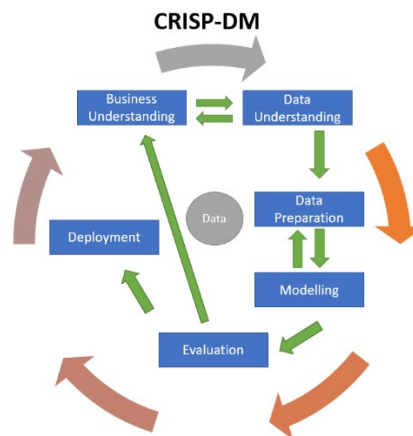 CRISP-DM
Business
Understanding
Data
Understanding
Data
Data
Preparation
Deployment
Modelling
Evaluation